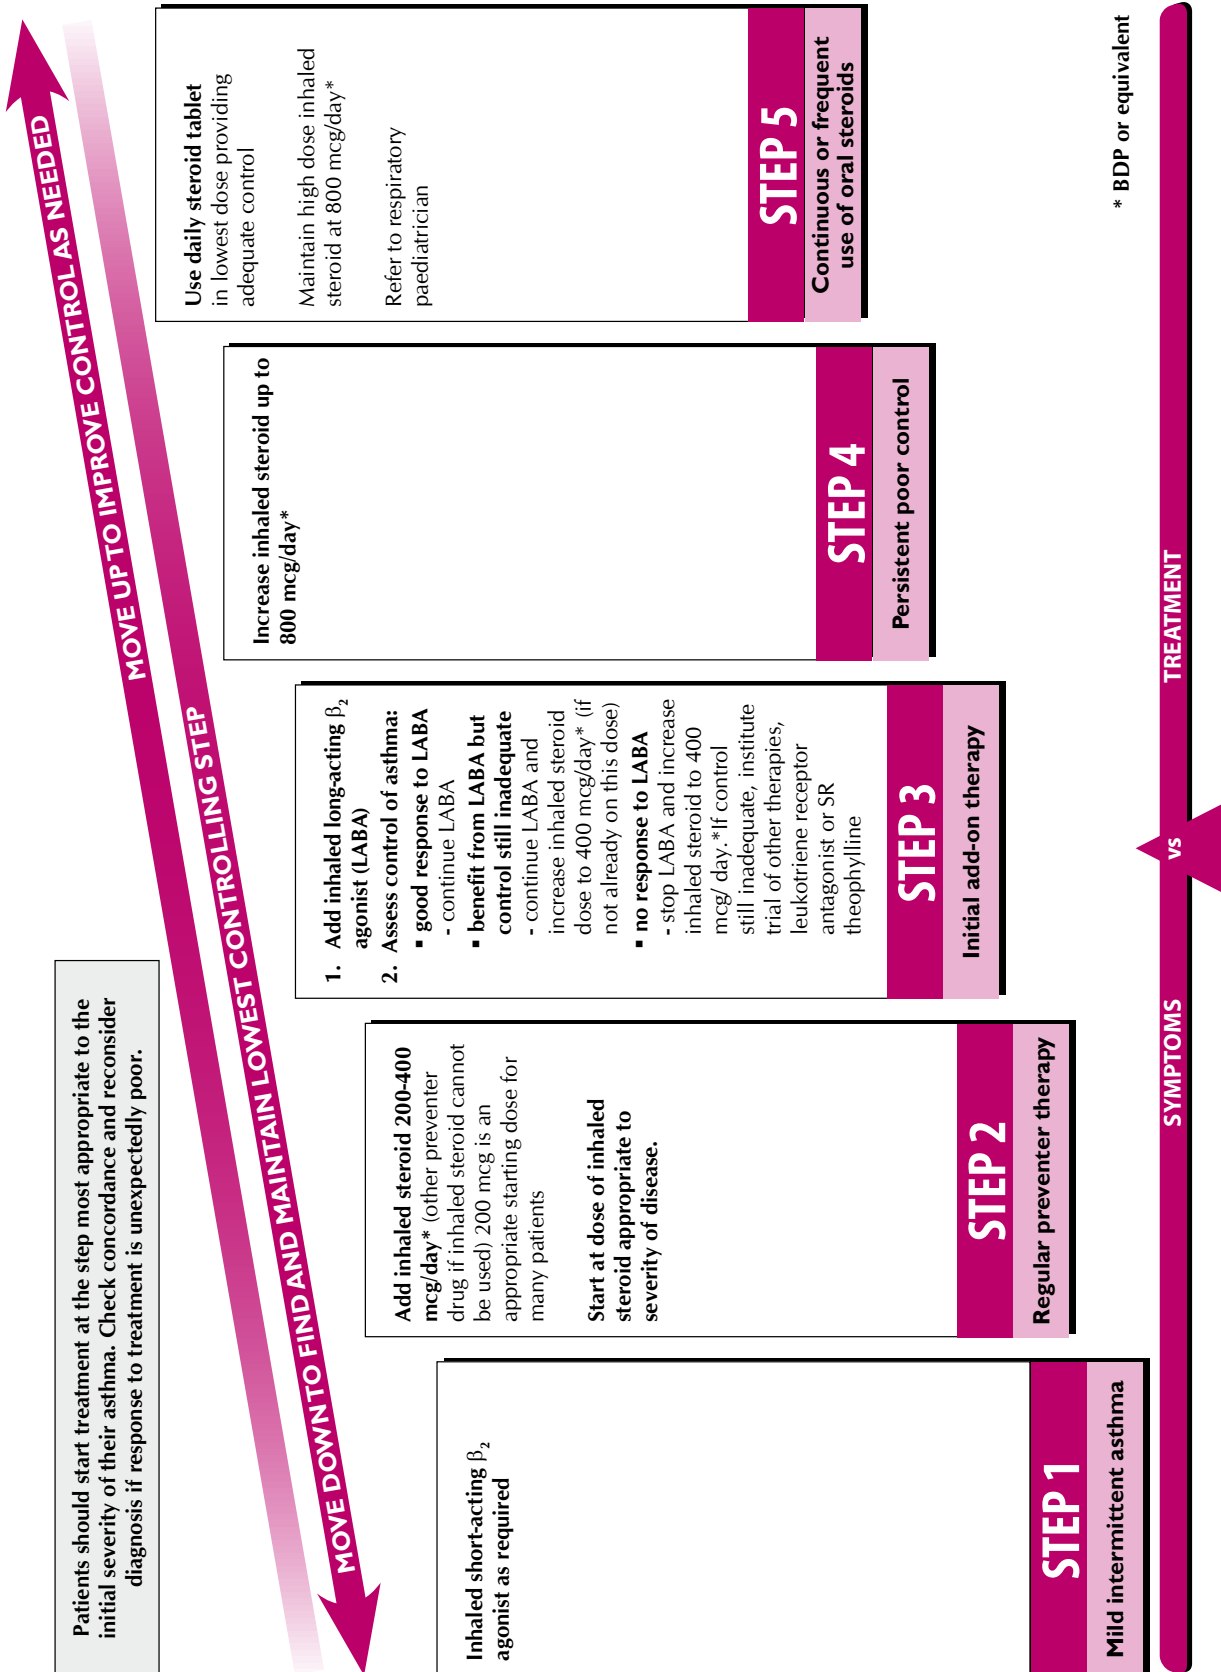 Patients should start treatment at the step most appropriate to the
initial severity of their asthma. Check concordance and reconsider
diagnosis if response to treatment is unexpectedly poor.
MOVE UP TO IMPROVE CONTROL AS NEEDED
MOVE DOWN TO FIND AND MAINTAIN LOWEST CONTROLLING STEP
Inhaled short-acting β₂
agonist as required
STEP 1
Mild intermittent asthma
Add inhaled steroid 200-400
mcg/day* (other preventer
drug if inhaled steroid cannot
be used) 200 mcg is an
appropriate starting dose for
many patients
Start at dose of inhaled
steroid appropriate to
severity of disease.
STEP 2
Regular preventer therapy
1. Add inhaled long-acting β₂
agonist (LABA)
2. Assess control of asthma:
▪ good response to LABA
- continue LABA
▪ benefit from LABA but
control still inadequate
- continue LABA and
increase inhaled steroid
dose to 400 mcg/day* (if
not already on this dose)
▪ no response to LABA
- stop LABA and increase
inhaled steroid to 400
mcg/ day.*If control
still inadequate, institute
trial of other therapies,
leukotriene receptor
antagonist or SR
theophylline
STEP 3
Initial add-on therapy
Increase inhaled steroid up to
800 mcg/day*
STEP 4
Persistent poor control
Use daily steroid tablet
in lowest dose providing
adequate control
Maintain high dose inhaled
steroid at 800 mcg/day*
Refer to respiratory
paediatrician
STEP 5
Continuous or frequent
use of oral steroids
* BDP or equivalent
SYMPTOMS vs TREATMENT